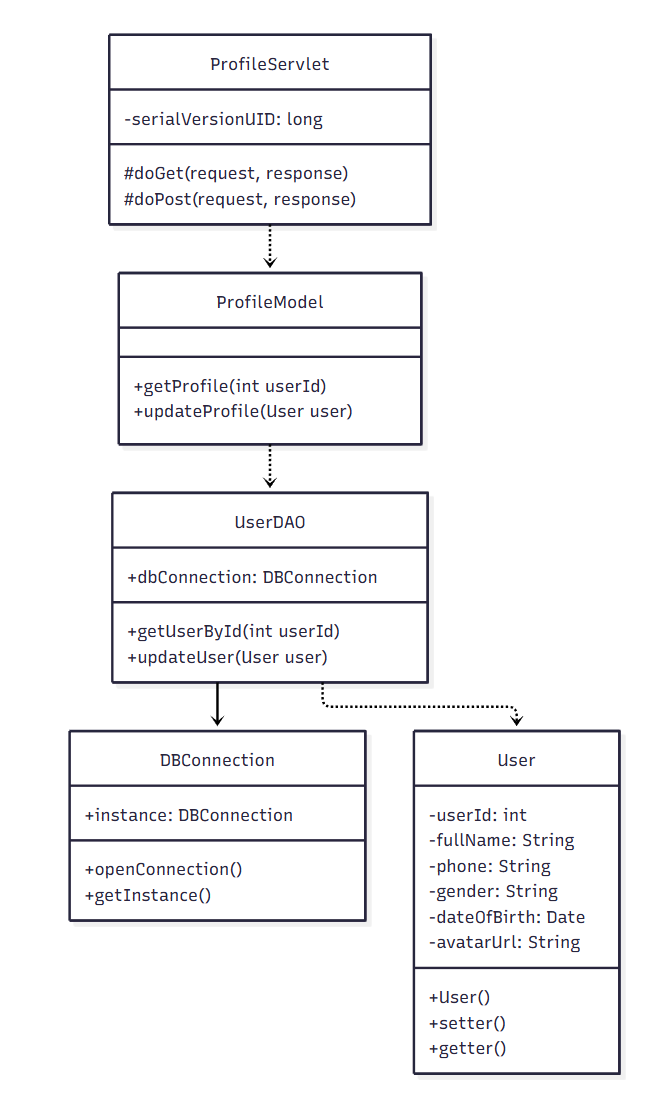 ProfileServlet
-serialVersionUID: long
#doGet(request, response)
#doPost(request, response)
ProfileModel
+getProfile(int userId)
+updateProfile(User user)
UserDAO
+dbConnection: DBConnection
+getUserById(int userId)
+updateUser(User user)
DBConnection
+instance: DBConnection
+openConnection()
+getInstance()
User
-userId: int
-fullName: String
-phone: String
-gender: String
-dateOfBirth: Date
-avatarUrl: String
+User()
+setter()
+getter()